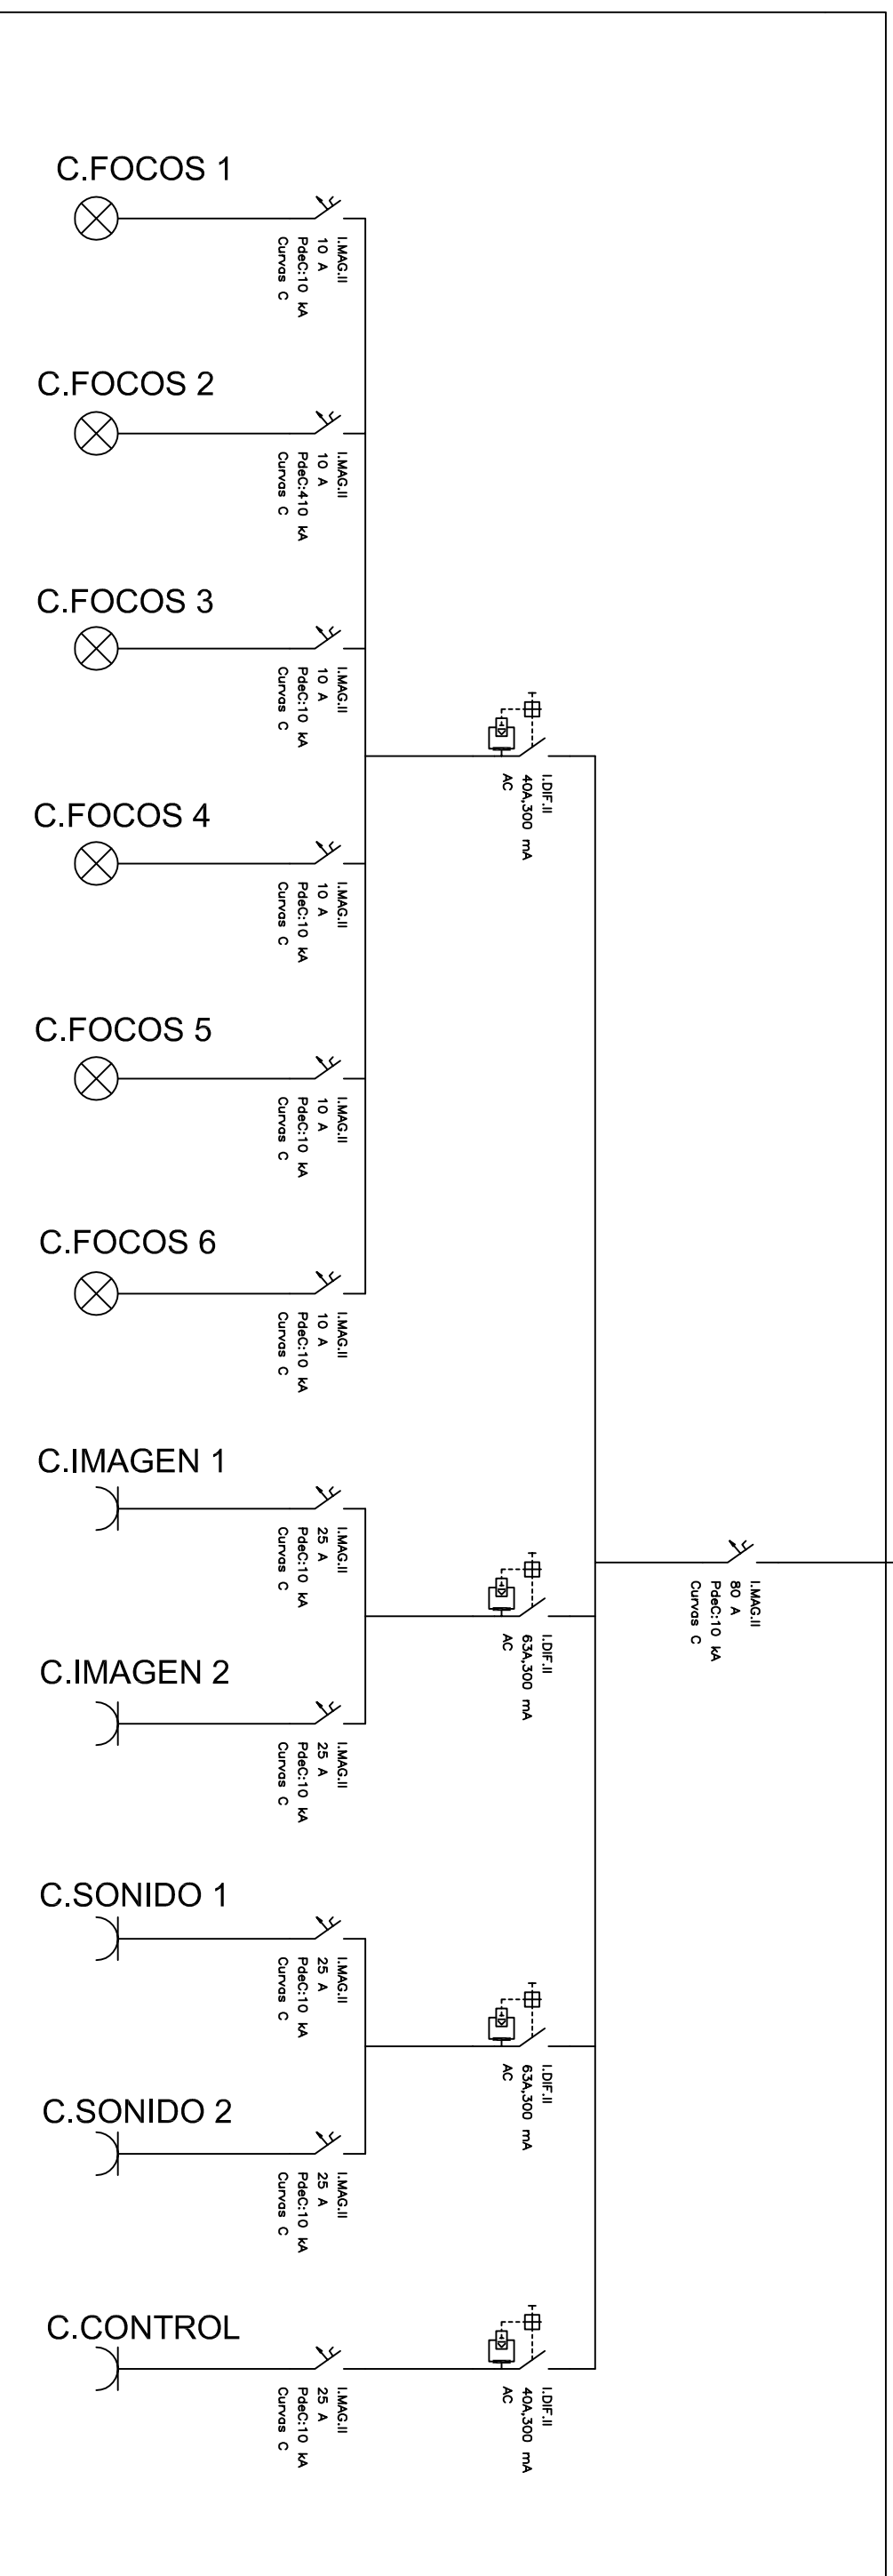 C.FOCOS 1
I.MAG.II
10 A
PdeC:10 kA
Curvas C
C.FOCOS 2
I.MAG.II
10 A
PdeC:410 kA
Curvas C
C.FOCOS 3
I.MAG.II
10 A
PdeC:10 kA
Curvas C
I.DIF.II
40A,300 mA
AC
C.FOCOS 4
I.MAG.II
10 A
PdeC:10 kA
Curvas C
C.FOCOS 5
I.MAG.II
10 A
PdeC:10 kA
Curvas C
C.FOCOS 6
I.MAG.II
10 A
PdeC:10 kA
Curvas C
C.IMAGEN 1
I.MAG.II
25 A
PdeC:10 kA
Curvas C
I.MAG.II
80 A
PdeC:10 kA
Curvas C
I.DIF.II
63A,300 mA
AC
C.IMAGEN 2
I.MAG.II
25 A
PdeC:10 kA
Curvas C
C.SONIDO 1
I.MAG.II
25 A
PdeC:10 kA
Curvas C
I.DIF.II
63A,300 mA
AC
C.SONIDO 2
I.MAG.II
25 A
PdeC:10 kA
Curvas C
C.CONTROL
I.MAG.II
25 A
PdeC:10 kA
Curvas C
I.DIF.II
40A,300 mA
AC